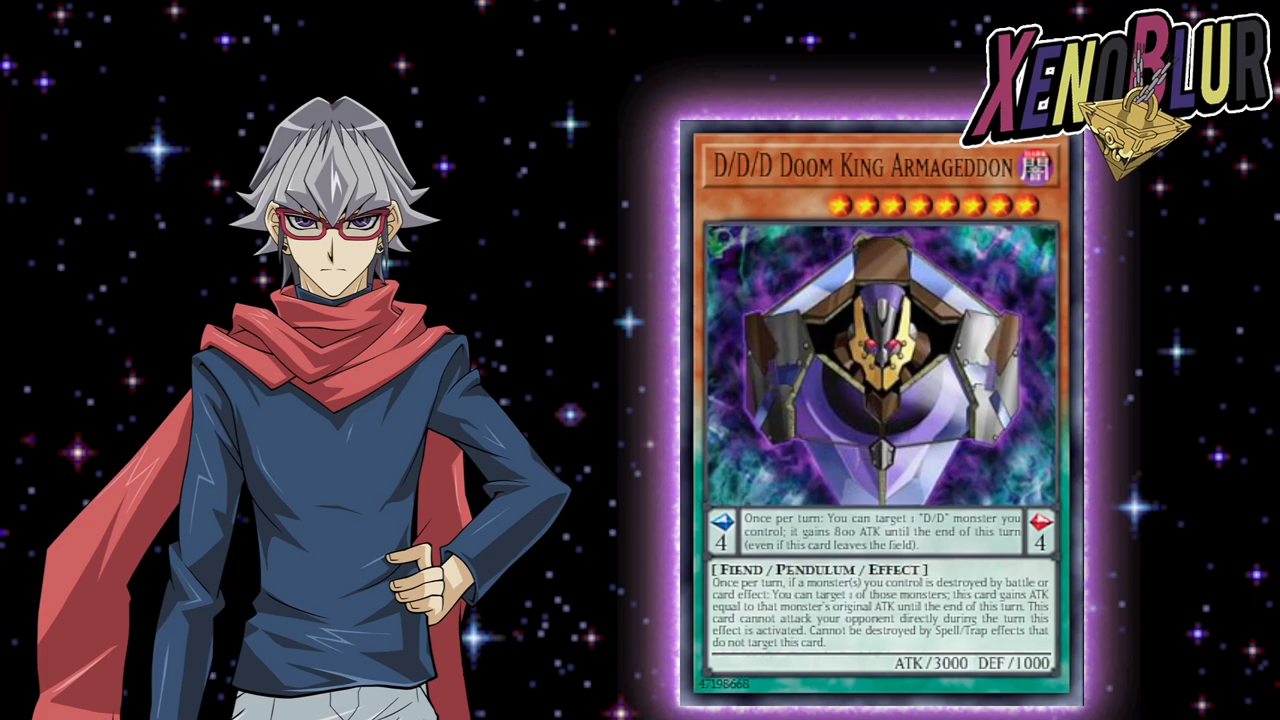 XENOBLUR
D/D/D DOOM KING ARMAGEDDON
DARK
闇
Once per turn: You can target 1 "D/D" monster you
control; it gains 800 ATK until the end of this turn
(even if this card leaves the field).
4
4
[ FIEND / PENDULUM / EFFECT ]
Once per turn, if a monster(s) you control is destroyed by battle or
card effect: You can target 1 of those monsters; this card gains ATK
equal to that monster's original ATK until the end of this turn. This
card cannot attack your opponent directly during the turn this
effect is activated. Cannot be destroyed by Spell/Trap effects that
do not target this card.
ATK/3000 DEF/1000
47198668